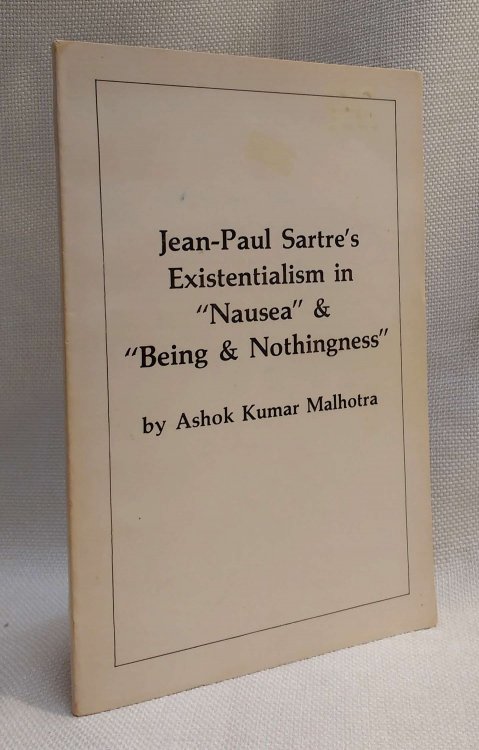 Jean-Paul Sartre's
Existentialism in
"Nausea" &
"Being & Nothingness"
by Ashok Kumar Malhotra